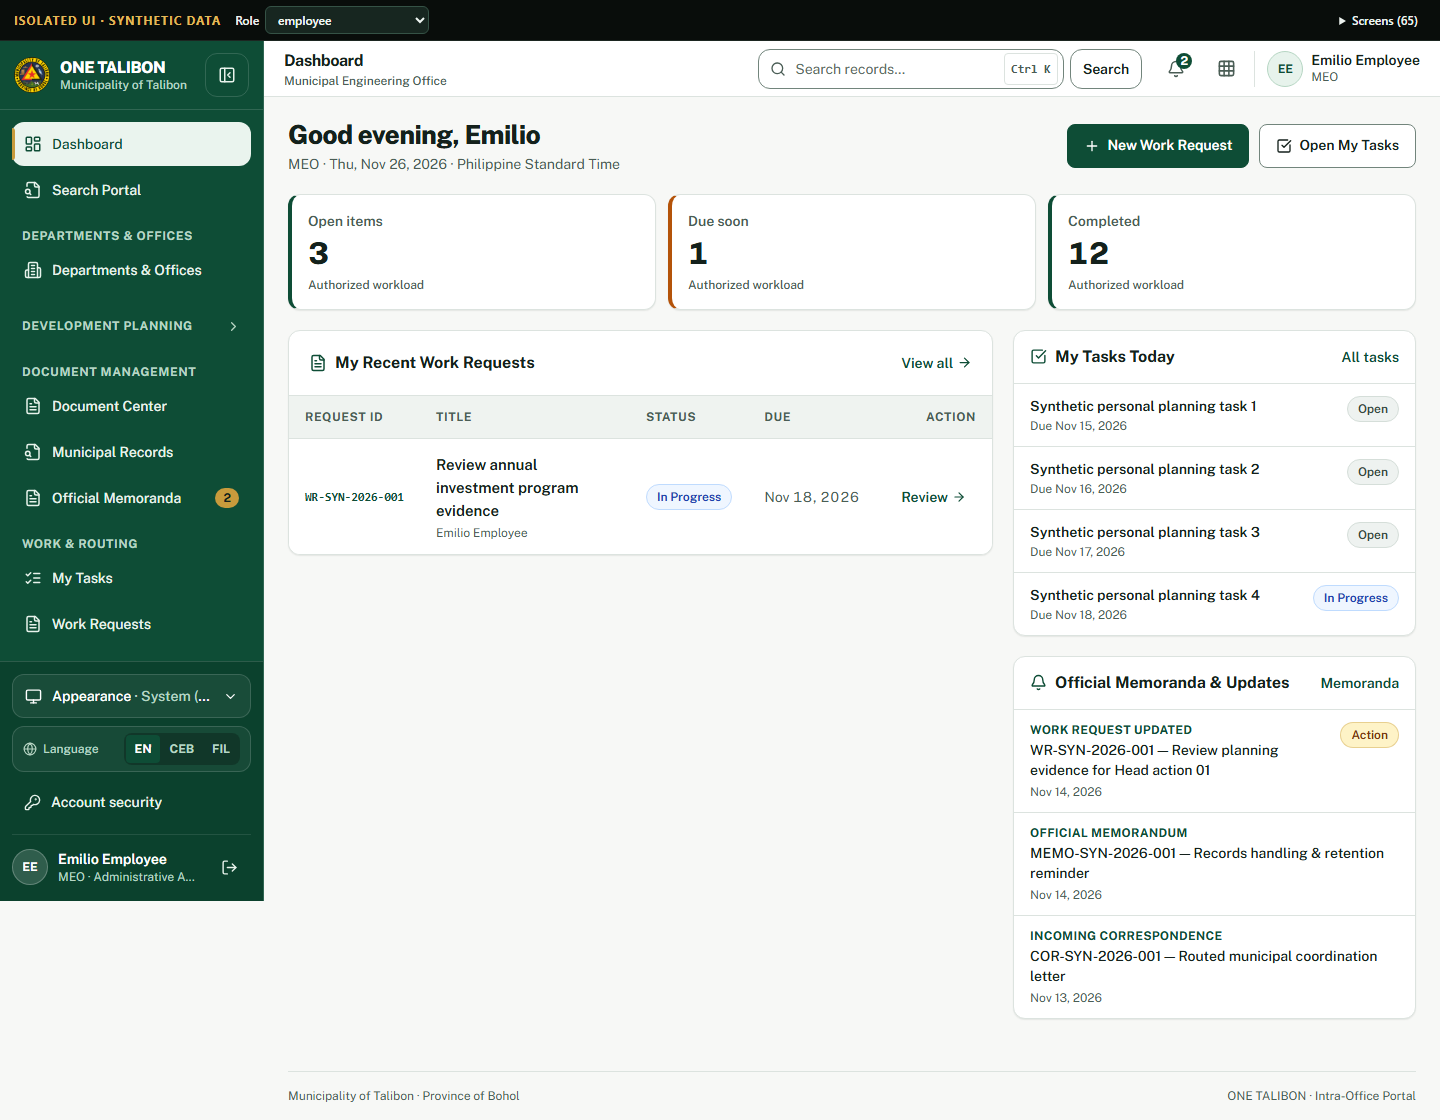 ISOLATED UI · SYNTHETIC DATA Role employee Screens (65)
ONE TALIBON
Municipality of Talibon
Dashboard
Search Portal
DEPARTMENTS & OFFICES
Departments & Offices
DEVELOPMENT PLANNING
DOCUMENT MANAGEMENT
Document Center
Municipal Records
Official Memoranda 2
WORK & ROUTING
My Tasks
Work Requests
Appearance · System (...
Language EN CEB FIL
Account security
EE
Emilio Employee
MEO · Administrative A...
Dashboard
Municipal Engineering Office
Search records... Ctrl K Search
2
EE
Emilio Employee
MEO
Good evening, Emilio
MEO · Thu, Nov 26, 2026 · Philippine Standard Time
New Work Request
Open My Tasks
Open items
3
Authorized workload
Due soon
1
Authorized workload
Completed
12
Authorized workload
My Recent Work Requests View all
REQUEST ID TITLE STATUS DUE ACTION
WR-SYN-2026-001
Review annual
investment program
evidence
Emilio Employee
In Progress
Nov 18, 2026
Review
My Tasks Today All tasks
Synthetic personal planning task 1
Due Nov 15, 2026
Open
Synthetic personal planning task 2
Due Nov 16, 2026
Open
Synthetic personal planning task 3
Due Nov 17, 2026
Open
Synthetic personal planning task 4
Due Nov 18, 2026
In Progress
Official Memoranda & Updates Memoranda
WORK REQUEST UPDATED
WR-SYN-2026-001 — Review planning
evidence for Head action 01
Nov 14, 2026
Action
OFFICIAL MEMORANDUM
MEMO-SYN-2026-001 — Records handling & retention
reminder
Nov 14, 2026
INCOMING CORRESPONDENCE
COR-SYN-2026-001 — Routed municipal coordination
letter
Nov 13, 2026
Municipality of Talibon · Province of Bohol
ONE TALIBON · Intra-Office Portal